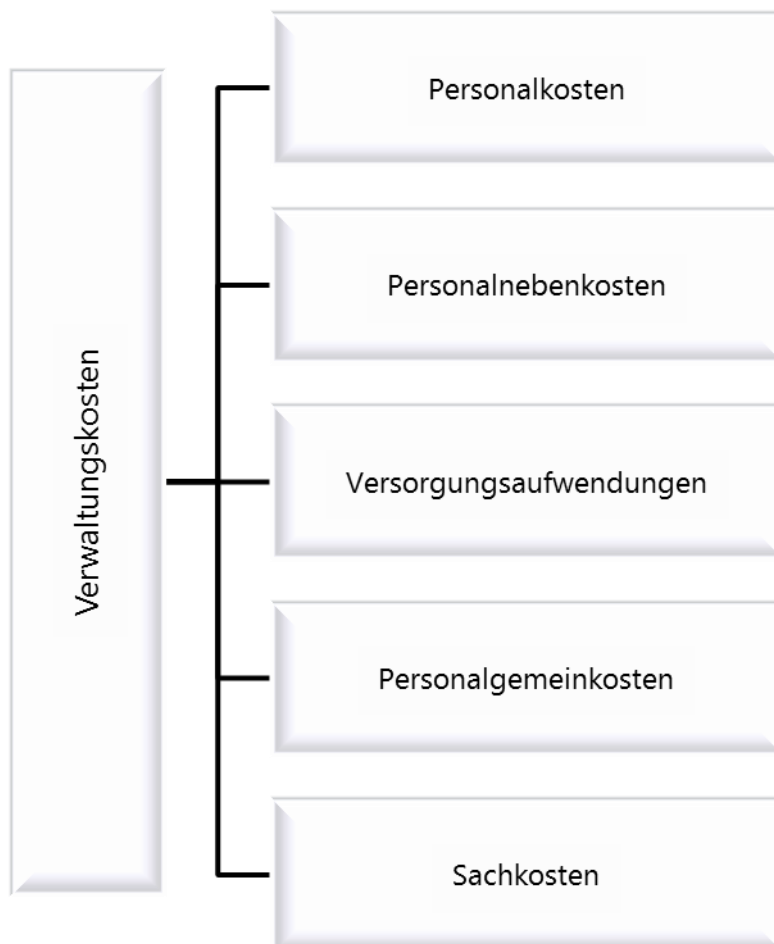 Verwaltungskosten
Personalkosten
Personalnebenkosten
Versorgungsaufwendungen
Personalgemeinkosten
Sachkosten